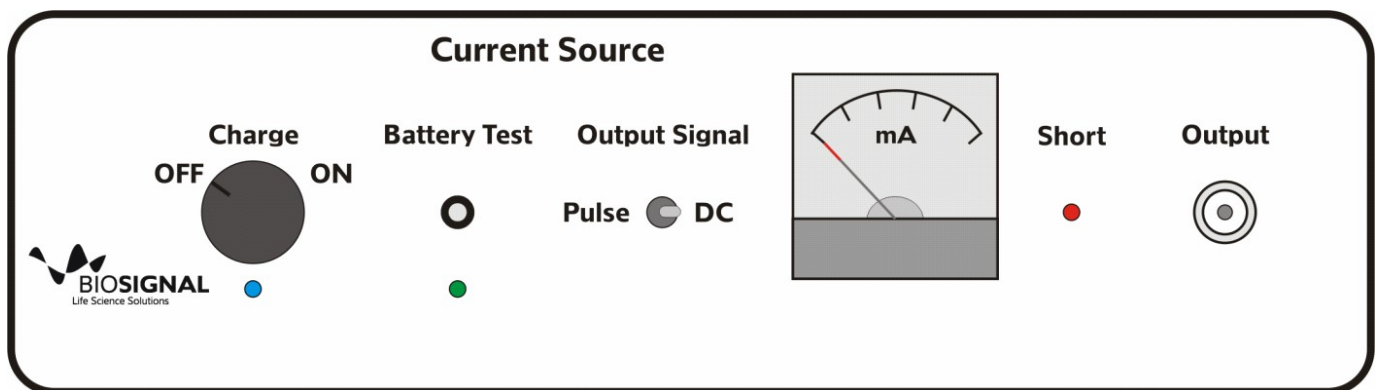 Current Source
Charge
OFF ON
Battery Test
Output Signal
Pulse DC
mA
Short
Output
BIOSIGNAL
Life Science Solutions